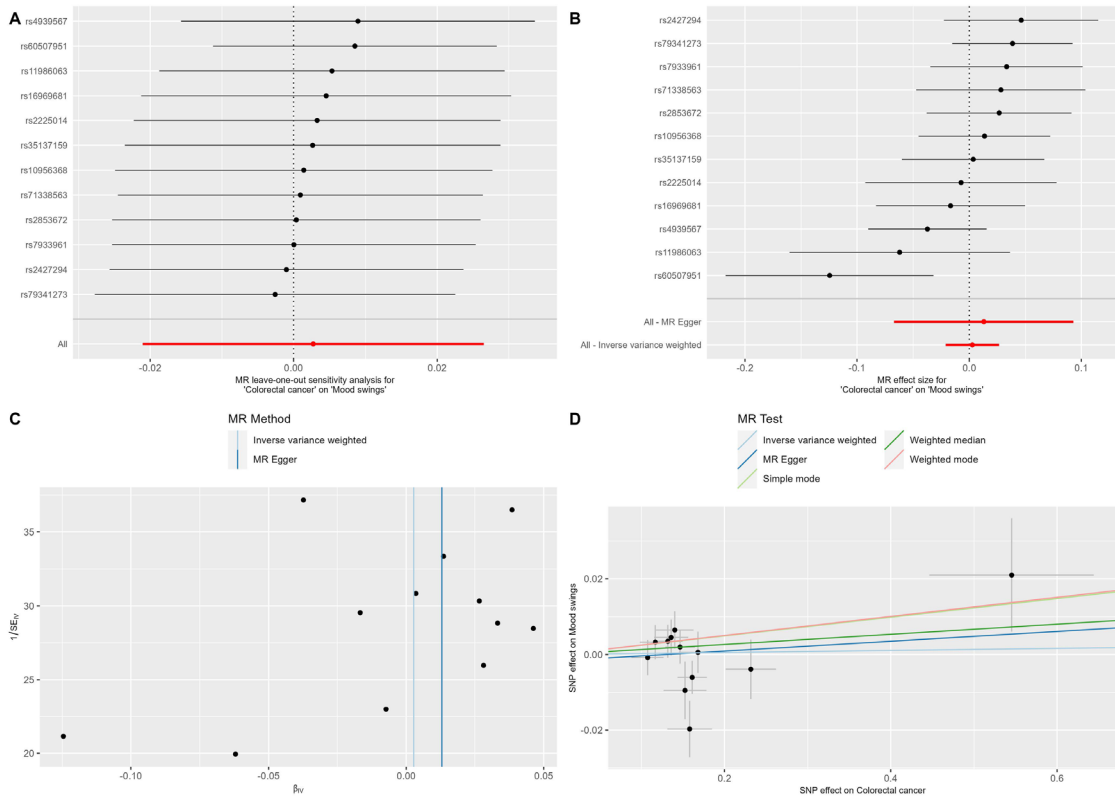 A
rs4939567
rs60507951
rs11986063
rs16969681
rs2225014
rs35137159
rs10956368
rs71338563
rs2853672
rs7933961
rs2427294
rs79341273
All
-0.02
0.00
0.02
MR leave-one-out sensitivity analysis for
'Colorectal cancer' on 'Mood swings'
B
rs2427294
rs79341273
rs7933961
rs71338563
rs2853672
rs10956368
rs35137159
rs2225014
rs16969681
rs4939567
rs11986063
rs60507951
All - MR Egger
All - Inverse variance weighted
-0.2
-0.1
0.0
0.1
MR effect size for
'Colorectal cancer' on 'Mood swings'
C
MR Method
Inverse variance weighted
MR Egger
35
30
25
20
1/SE_IV
-0.10
-0.05
0.00
0.05
β_IV
D
MR Test
Inverse variance weighted
MR Egger
Simple mode
Weighted median
Weighted mode
0.02
0.00
-0.02
SNP effect on Mood swings
0.2
0.4
0.6
SNP effect on Colorectal cancer